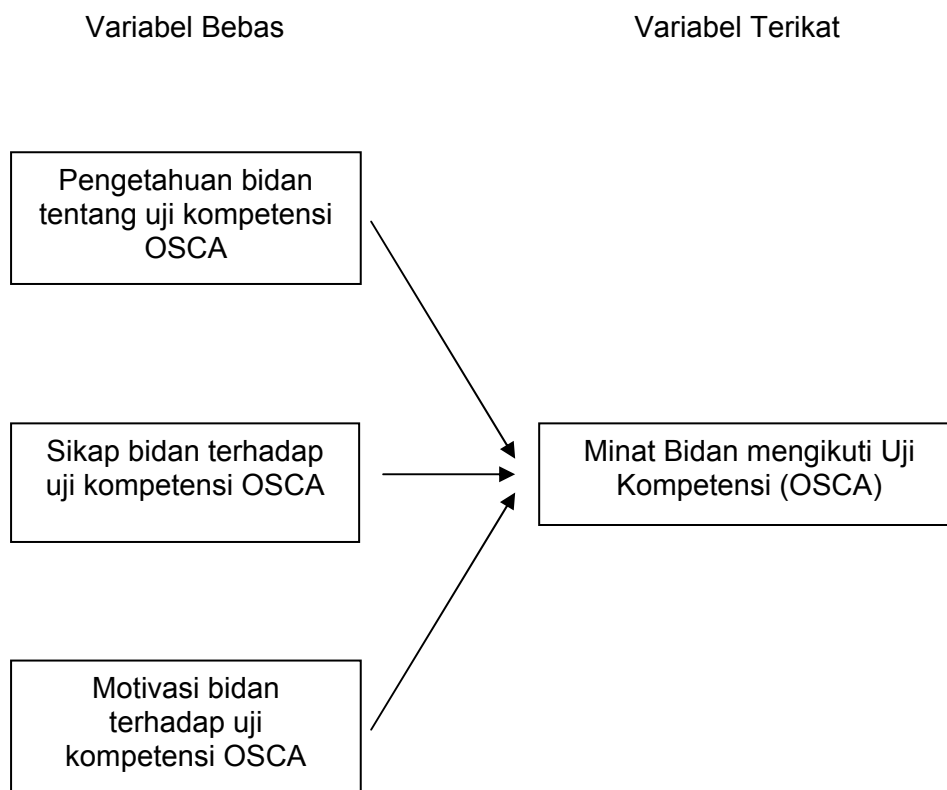 Variabel Bebas
Variabel Terikat
Pengetahuan bidan
tentang uji kompetensi
OSCA
Sikap bidan terhadap
uji kompetensi OSCA
Minat Bidan mengikuti Uji
Kompetensi (OSCA)
Motivasi bidan
terhadap uji
kompetensi OSCA